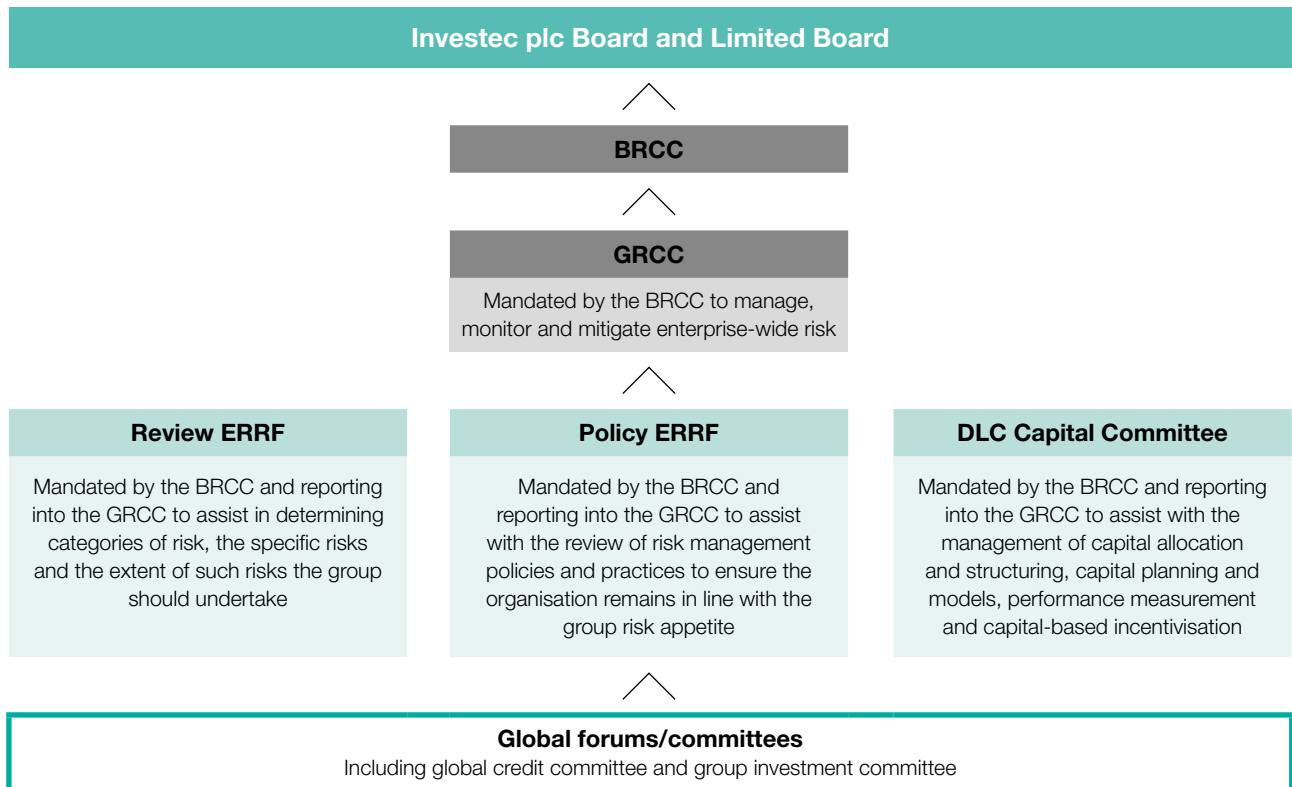 Investec plc Board and Limited Board
BRCC
GRCC
Mandated by the BRCC to manage,
monitor and mitigate enterprise-wide risk
Review ERRF
Mandated by the BRCC and reporting
into the GRCC to assist in determining
categories of risk, the specific risks
and the extent of such risks the group
should undertake
Policy ERRF
Mandated by the BRCC and
reporting into the GRCC to assist
with the review of risk management
policies and practices to ensure the
organisation remains in line with the
group risk appetite
DLC Capital Committee
Mandated by the BRCC and reporting
into the GRCC to assist with the
management of capital allocation
and structuring, capital planning and
models, performance measurement
and capital-based incentivisation
Global forums/committees
Including global credit committee and group investment committee